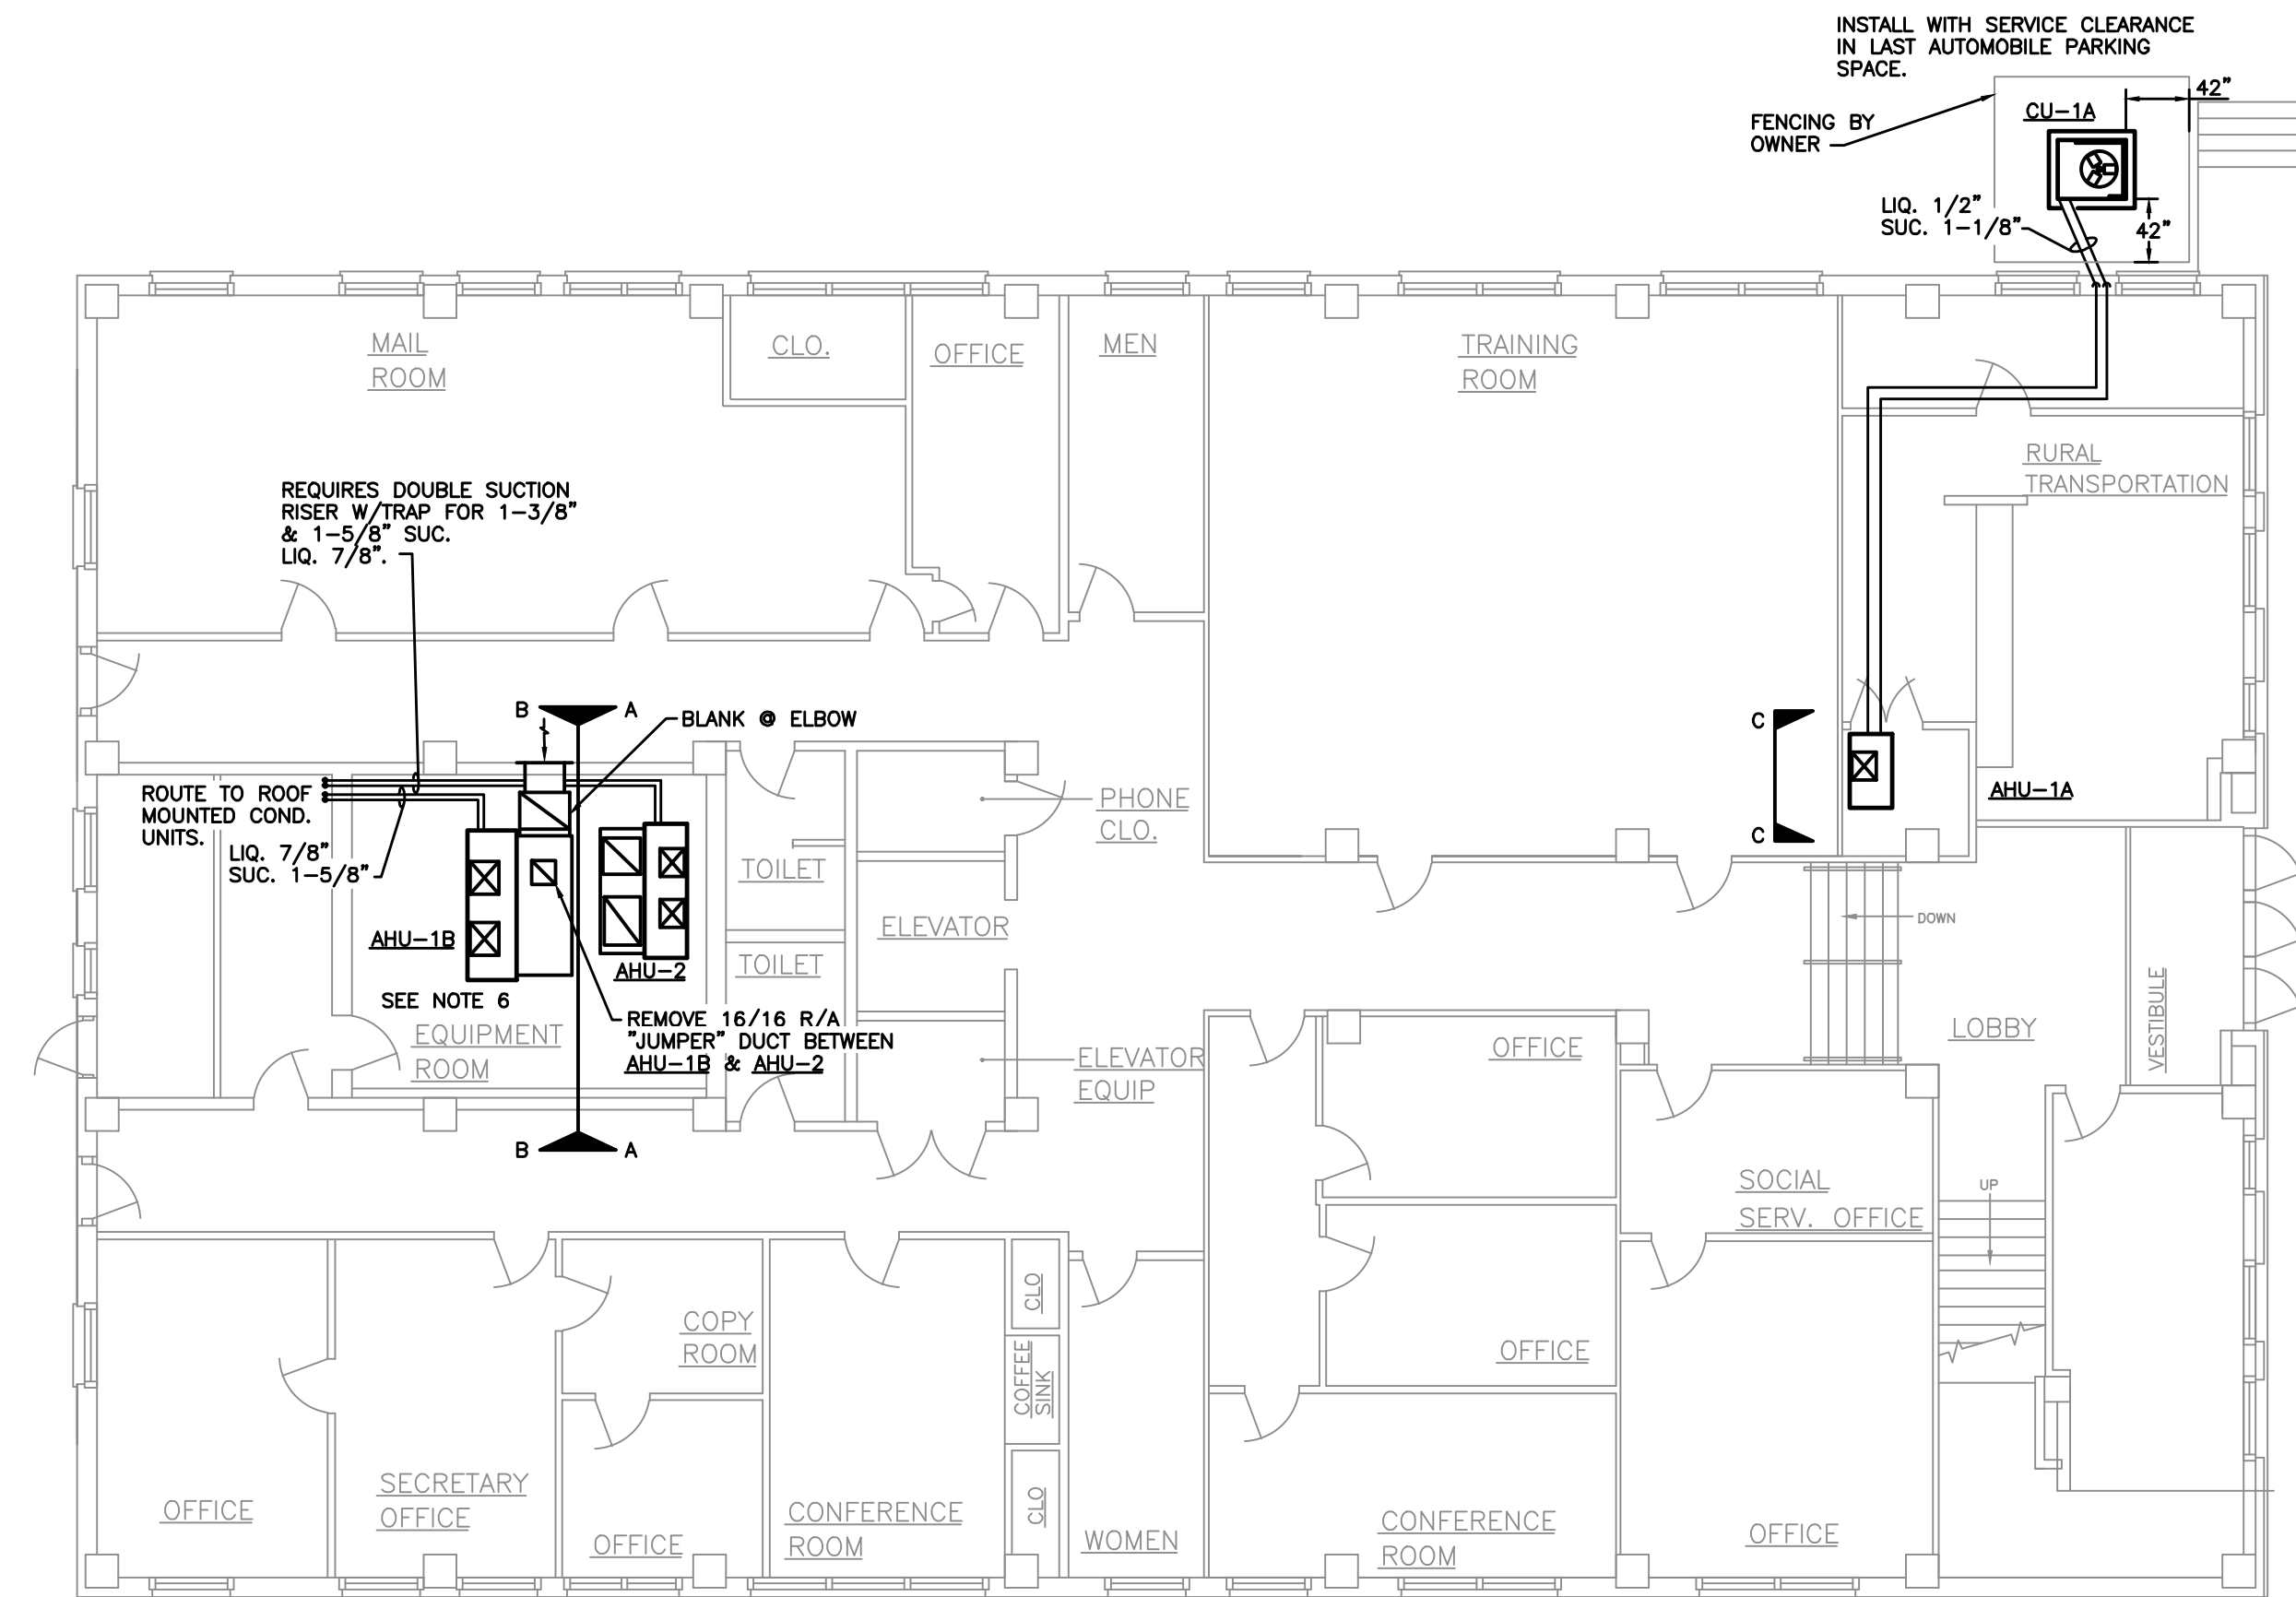 INSTALL WITH SERVICE CLEARANCE
IN LAST AUTOMOBILE PARKING
SPACE.
42"
CU-1A
FENCING BY
OWNER
LIQ. 1/2"
SUC. 1-1/8"
42"
MAIL
ROOM
CLO.
OFFICE
MEN
TRAINING
ROOM
RURAL
TRANSPORTATION
REQUIRES DOUBLE SUCTION
RISER W/TRAP FOR 1-3/8"
& 1-5/8" SUC.
LIQ. 7/8".
B
A
BLANK @ ELBOW
C
C
AHU-1A
ROUTE TO ROOF
MOUNTED COND.
UNITS.
LIQ. 7/8"
SUC. 1-5/8"
PHONE
CLO.
TOILET
ELEVATOR
DOWN
AHU-1B
TOILET
AHU-2
SEE NOTE 6
EQUIPMENT
ROOM
REMOVE 16/16 R/A
"JUMPER" DUCT BETWEEN
AHU-1B & AHU-2
ELEVATOR
EQUIP
OFFICE
LOBBY
VESTIBULE
B
A
SOCIAL
SERV. OFFICE
UP
COPY
ROOM
CLO
COFFEE
SINK
OFFICE
SECRETARY
OFFICE
OFFICE
OFFICE
CONFERENCE
ROOM
CLO
WOMEN
CONFERENCE
ROOM
OFFICE